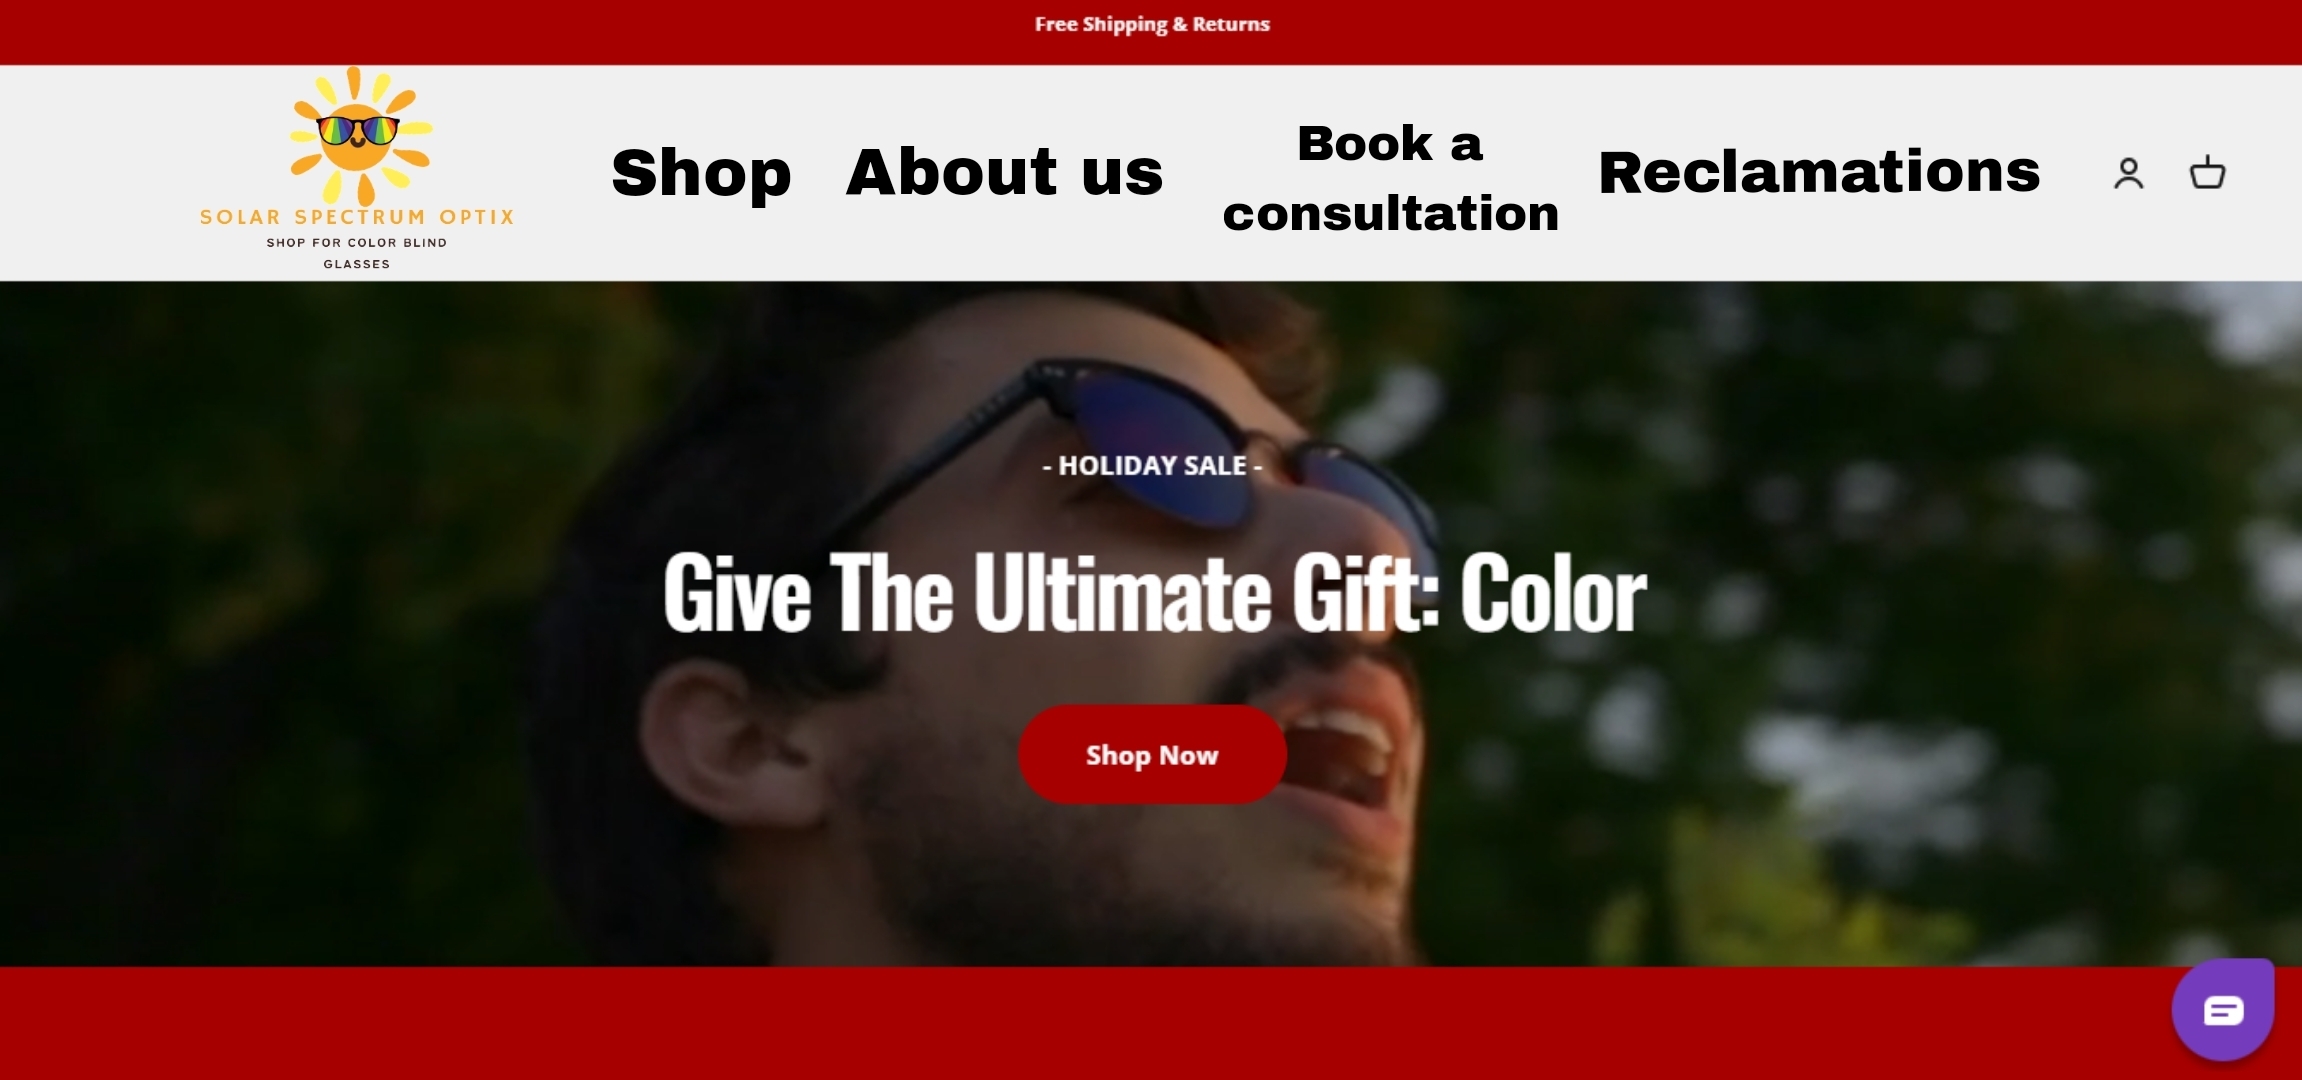 Free Shipping & Returns
SOLAR SPECTRUM OPTIX
SHOP FOR COLOR BLIND
GLASSES
Shop
About us
Book a
consultation
Reclamations
- HOLIDAY SALE -
Give The Ultimate Gift: Color
Shop Now